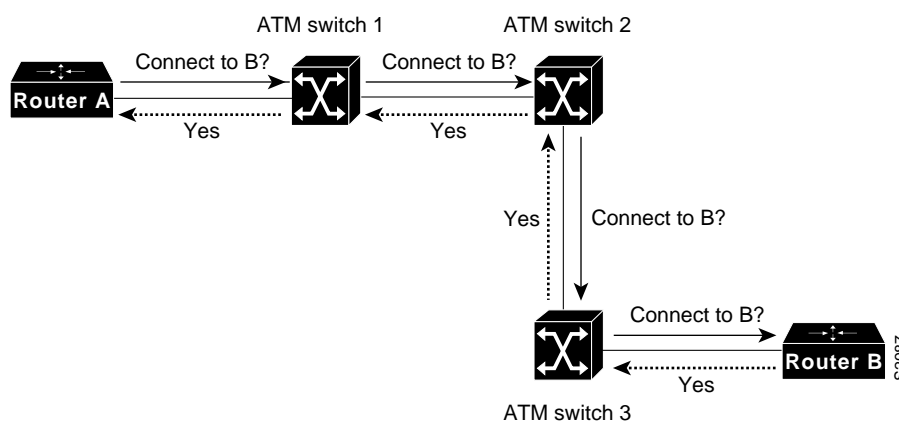 ATM switch 1
ATM switch 2
Connect to B?
Connect to B?
Router A
Yes
Yes
Yes
Connect to B?
Connect to B?
Router B
Yes
ATM switch 3